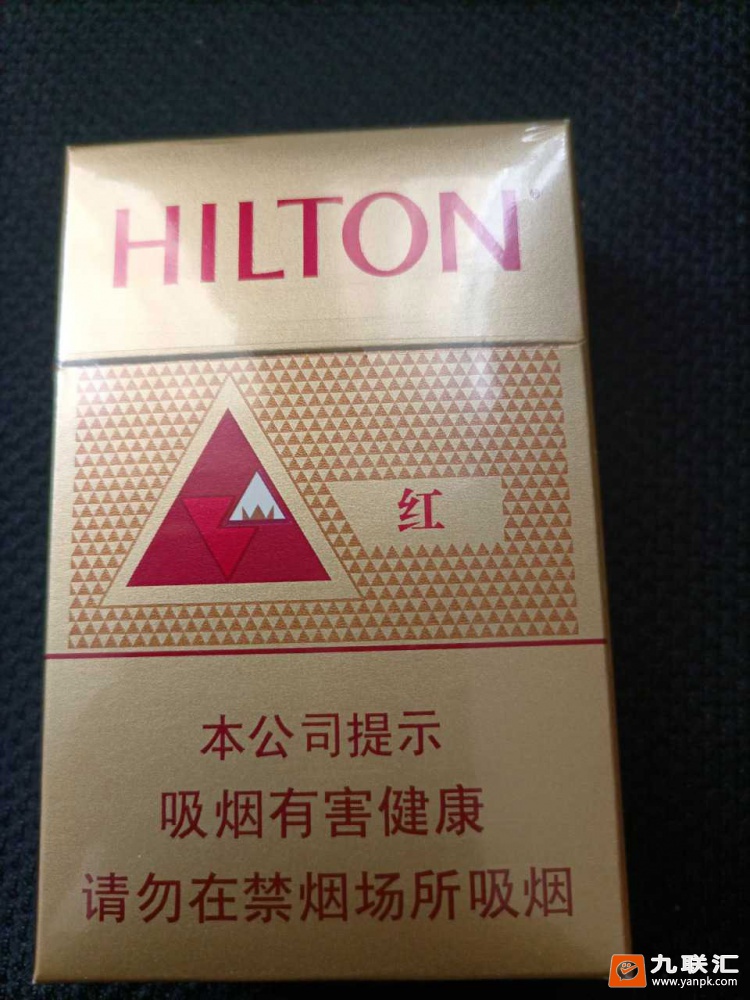 HILTON®
红
本公司提示
吸烟有害健康
请勿在禁烟场所吸烟
九联汇
www.yanpk.com